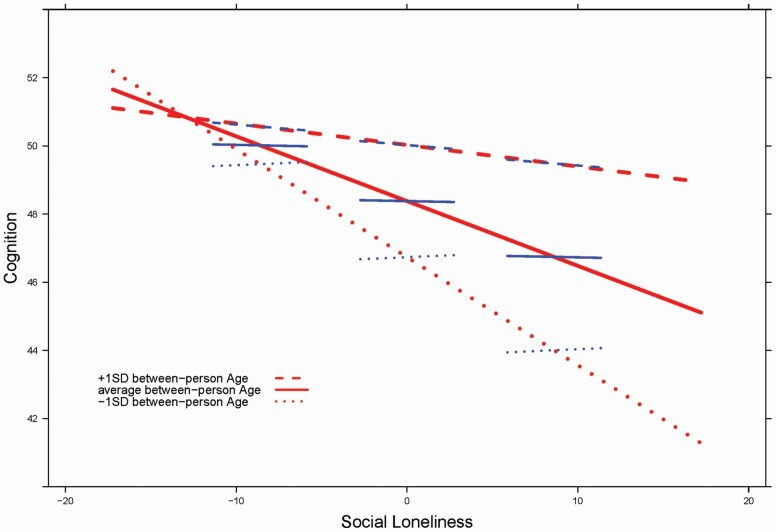 Cognition
52
50
48
46
44
42
+1SD between−person Age
average between−person Age
−1SD between−person Age
−20
−10
0
10
20
Social Loneliness